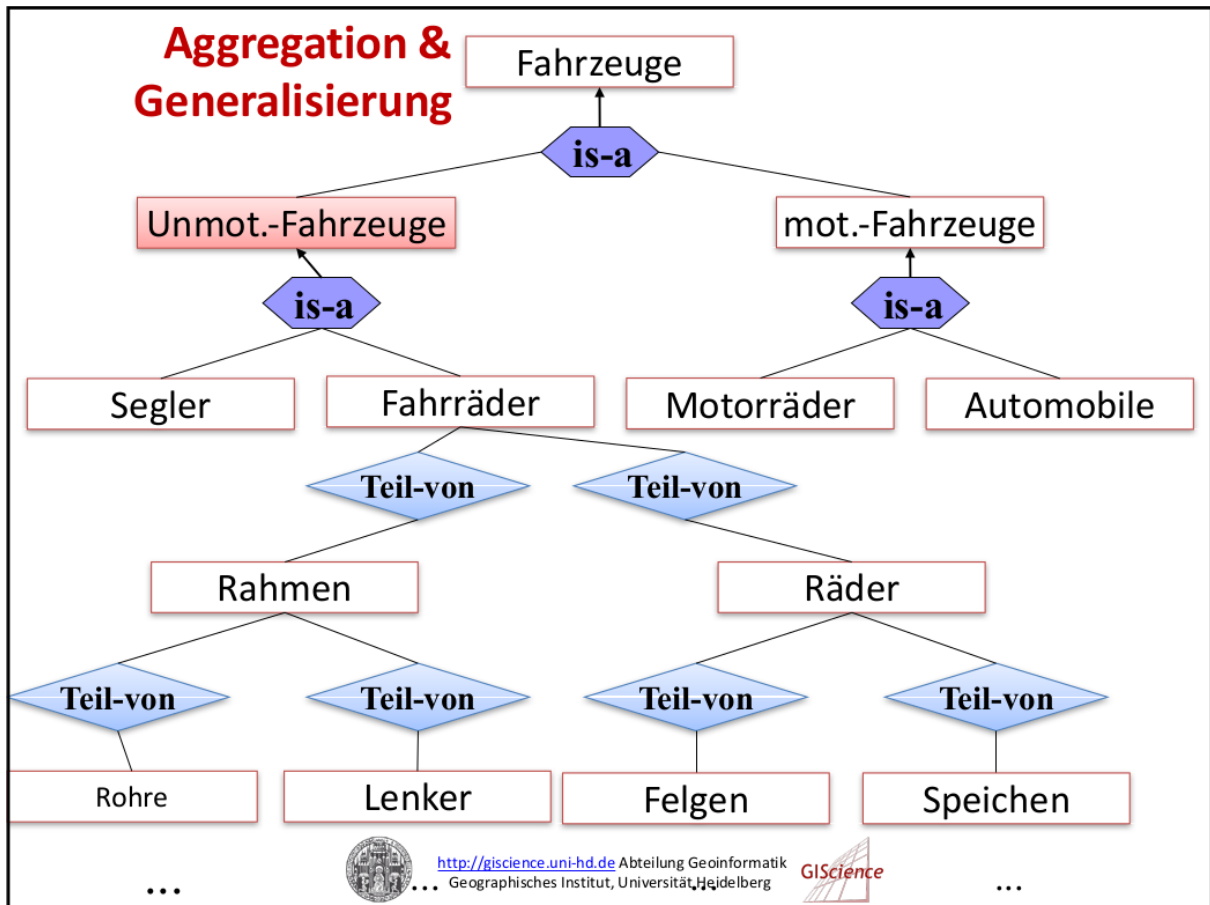 Aggregation &
Generalisierung
Fahrzeuge
is-a
Unmot.-Fahrzeuge
mot.-Fahrzeuge
is-a
is-a
Segler
Fahrräder
Motorräder
Automobile
Teil-von
Teil-von
Rahmen
Räder
Teil-von
Teil-von
Teil-von
Teil-von
Rohre
Lenker
Felgen
Speichen
http://giscience.uni-hd.de Abteilung Geoinformatik
Geographisches Institut, Universität Heidelberg
GIScience
...
...
...
...